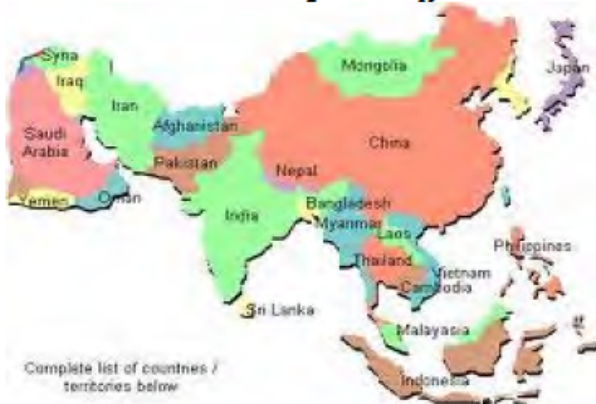 Syria
Iraq
Iran
Saudi
Arabia
Yemen
Oman
Afghanistan
Pakistan
Mongolia
Japan
China
Nepal
India
Bangladesh
Myanmar
Laos
Thailand
Vietnam
Cambodia
Philippines
Sri Lanka
Malayasia
Indonesia
Complete list of countries /
territories below